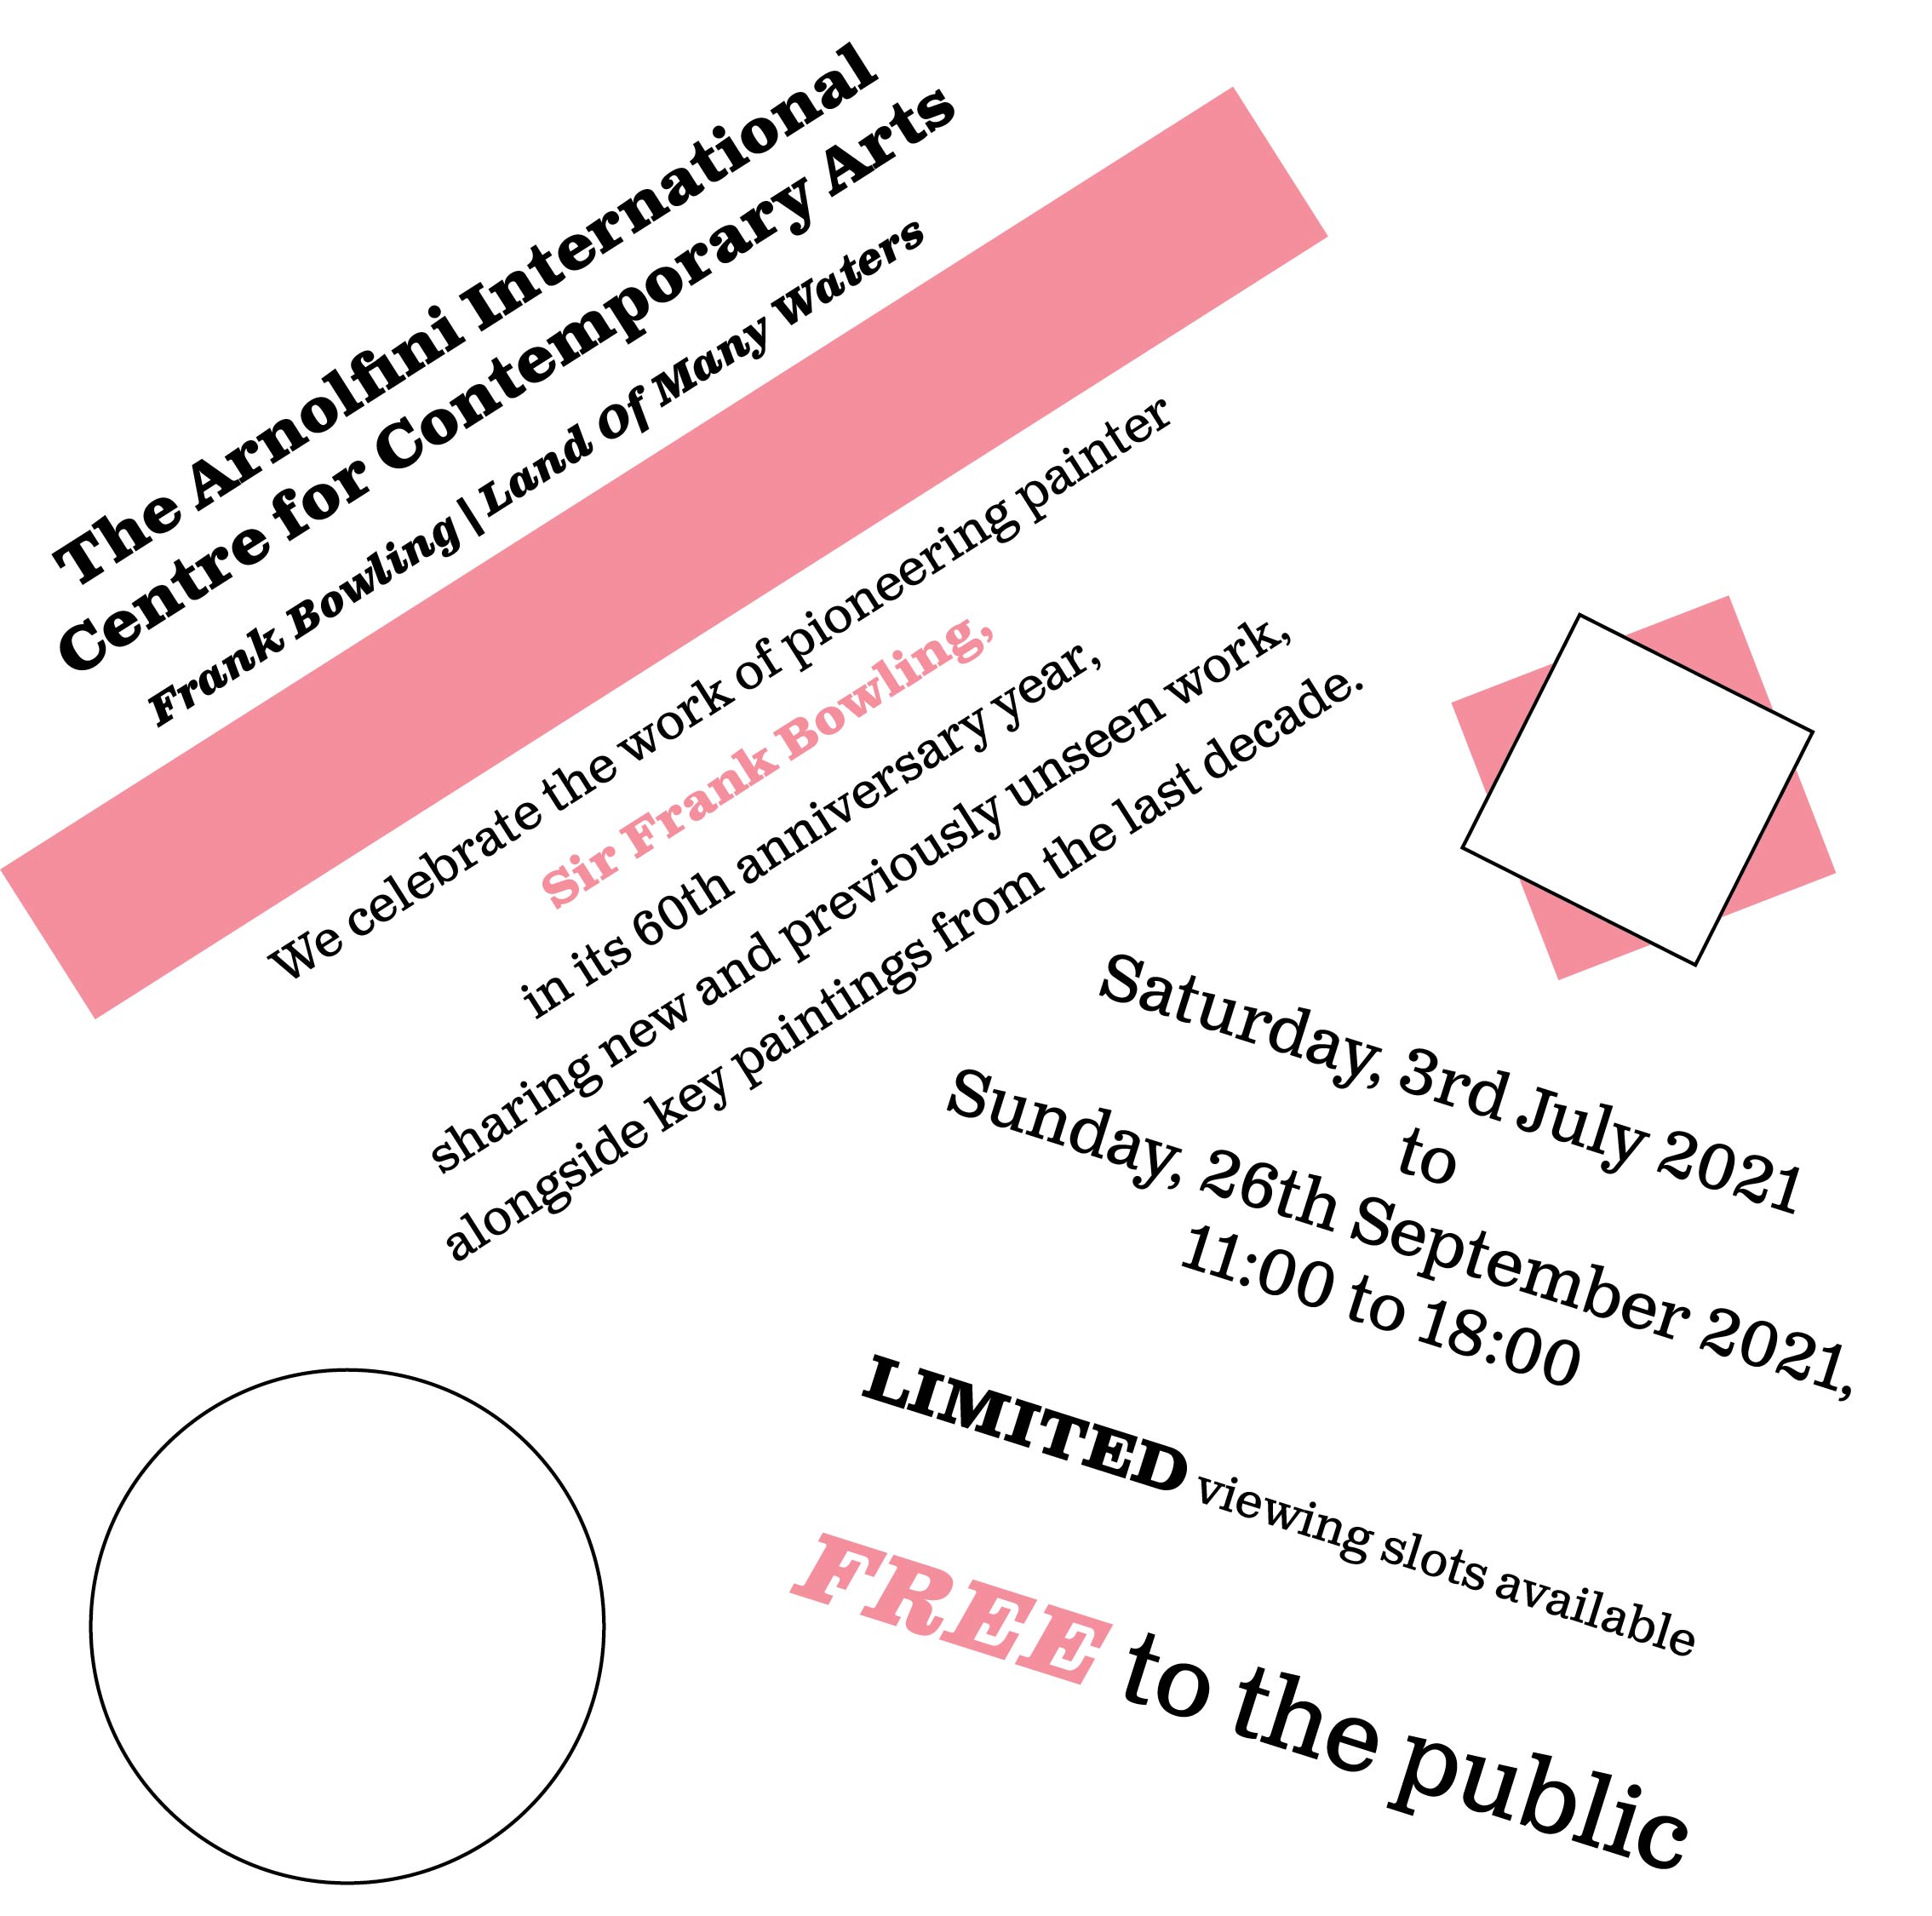 The Arnolfini International
Centre for Contemporary Arts
Frank Bowling | Land of Many Waters
We celebrate the work of pioneering painter
Sir Frank Bowling,
in its 60th anniversary year,
sharing new and previously unseen work,
alongside key paintings from the last decade.
Saturday, 3rd July 2021
to
Sunday, 26th September 2021,
11:00 to 18:00
LIMITED viewing slots available
FREE to the public